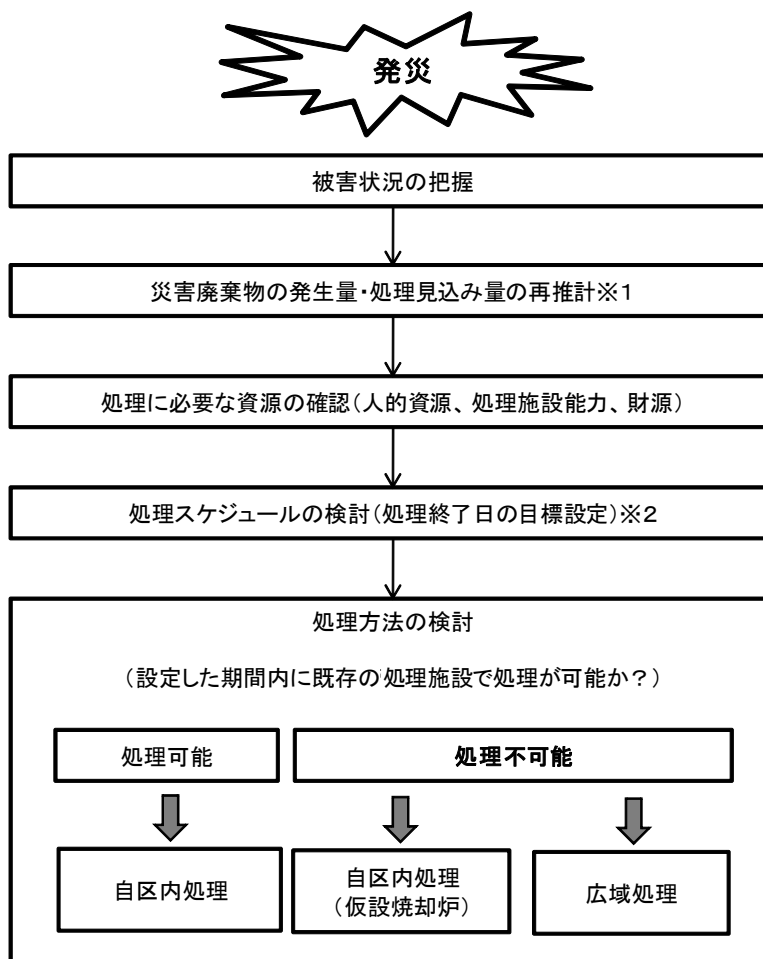 発災
被害状況の把握
災害廃棄物の発生量・処理見込み量の再推計※1
処理に必要な資源の確認(人的資源、処理施設能力、財源)
処理スケジュールの検討(処理終了日の目標設定)※2
処理方法の検討
(設定した期間内に既存の処理施設で処理が可能か?)
処理可能
処理不可能
自区内処理
自区内処理
(仮設焼却炉)
広域処理